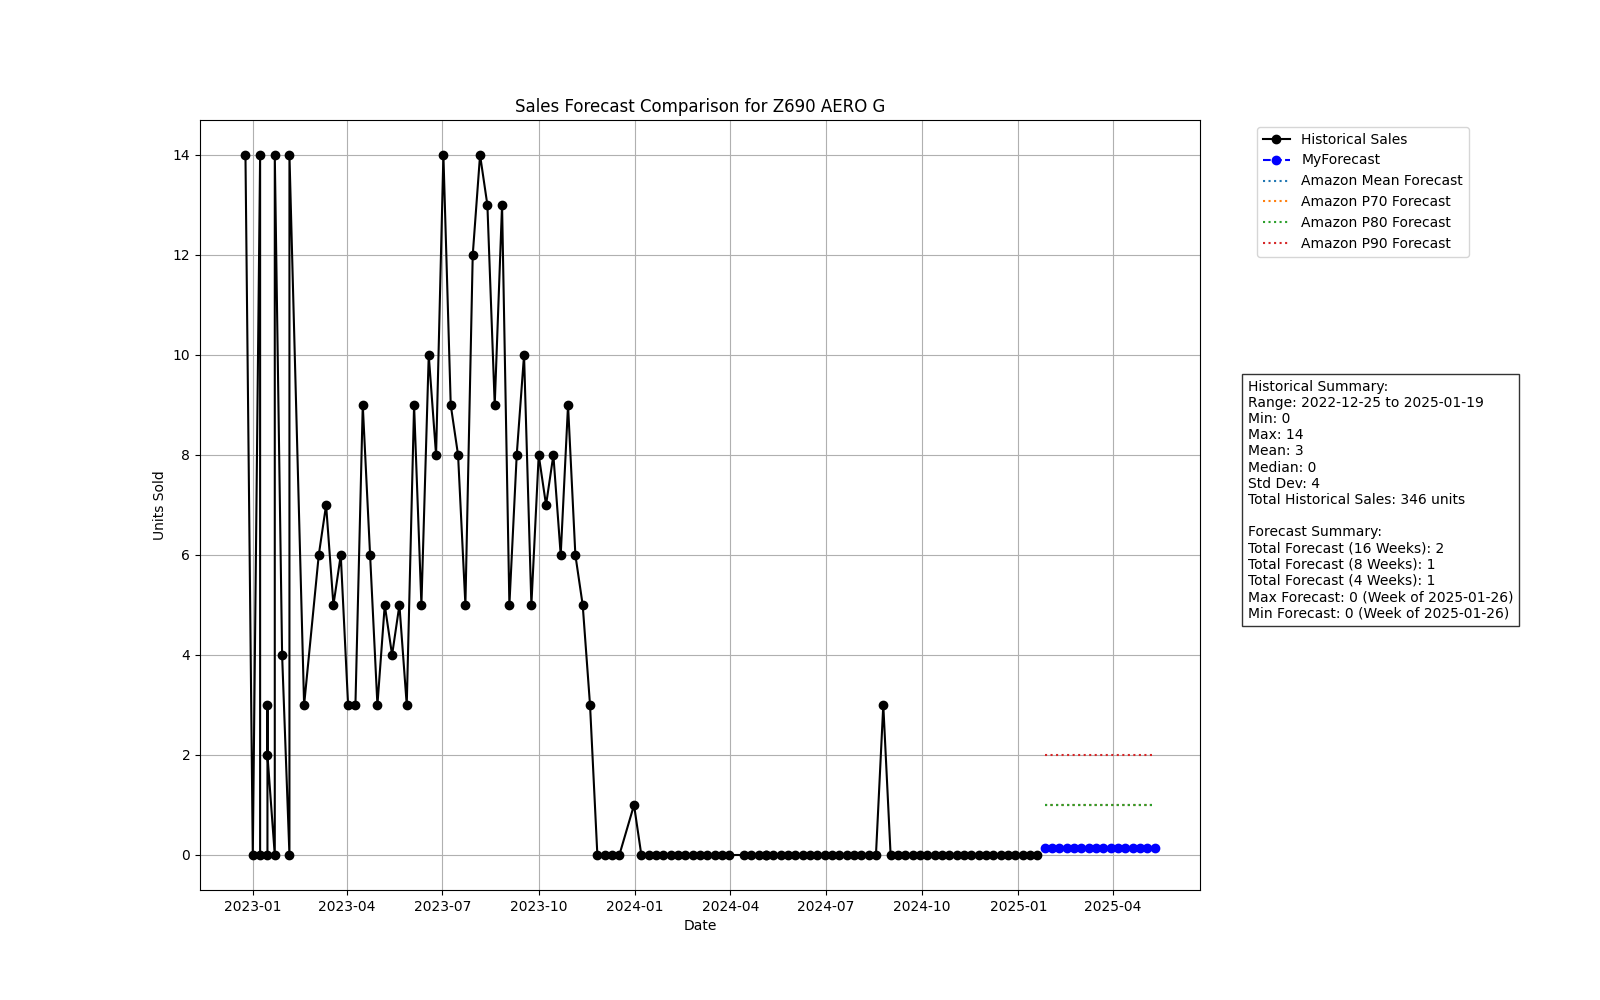 Sales Forecast Comparison for Z690 AERO G
Historical Sales
MyForecast
Amazon Mean Forecast
Amazon P70 Forecast
Amazon P80 Forecast
Amazon P90 Forecast
Historical Summary:
Range: 2022-12-25 to 2025-01-19
Min: 0
Max: 14
Mean: 3
Median: 0
Std Dev: 4
Total Historical Sales: 346 units
Forecast Summary:
Total Forecast (16 Weeks): 2
Total Forecast (8 Weeks): 1
Total Forecast (4 Weeks): 1
Max Forecast: 0 (Week of 2025-01-26)
Min Forecast: 0 (Week of 2025-01-26)
Units Sold
14
12
10
8
6
4
2
0
2023-01 2023-04 2023-07 2023-10 2024-01 2024-04 2024-07 2024-10 2025-01 2025-04
Date